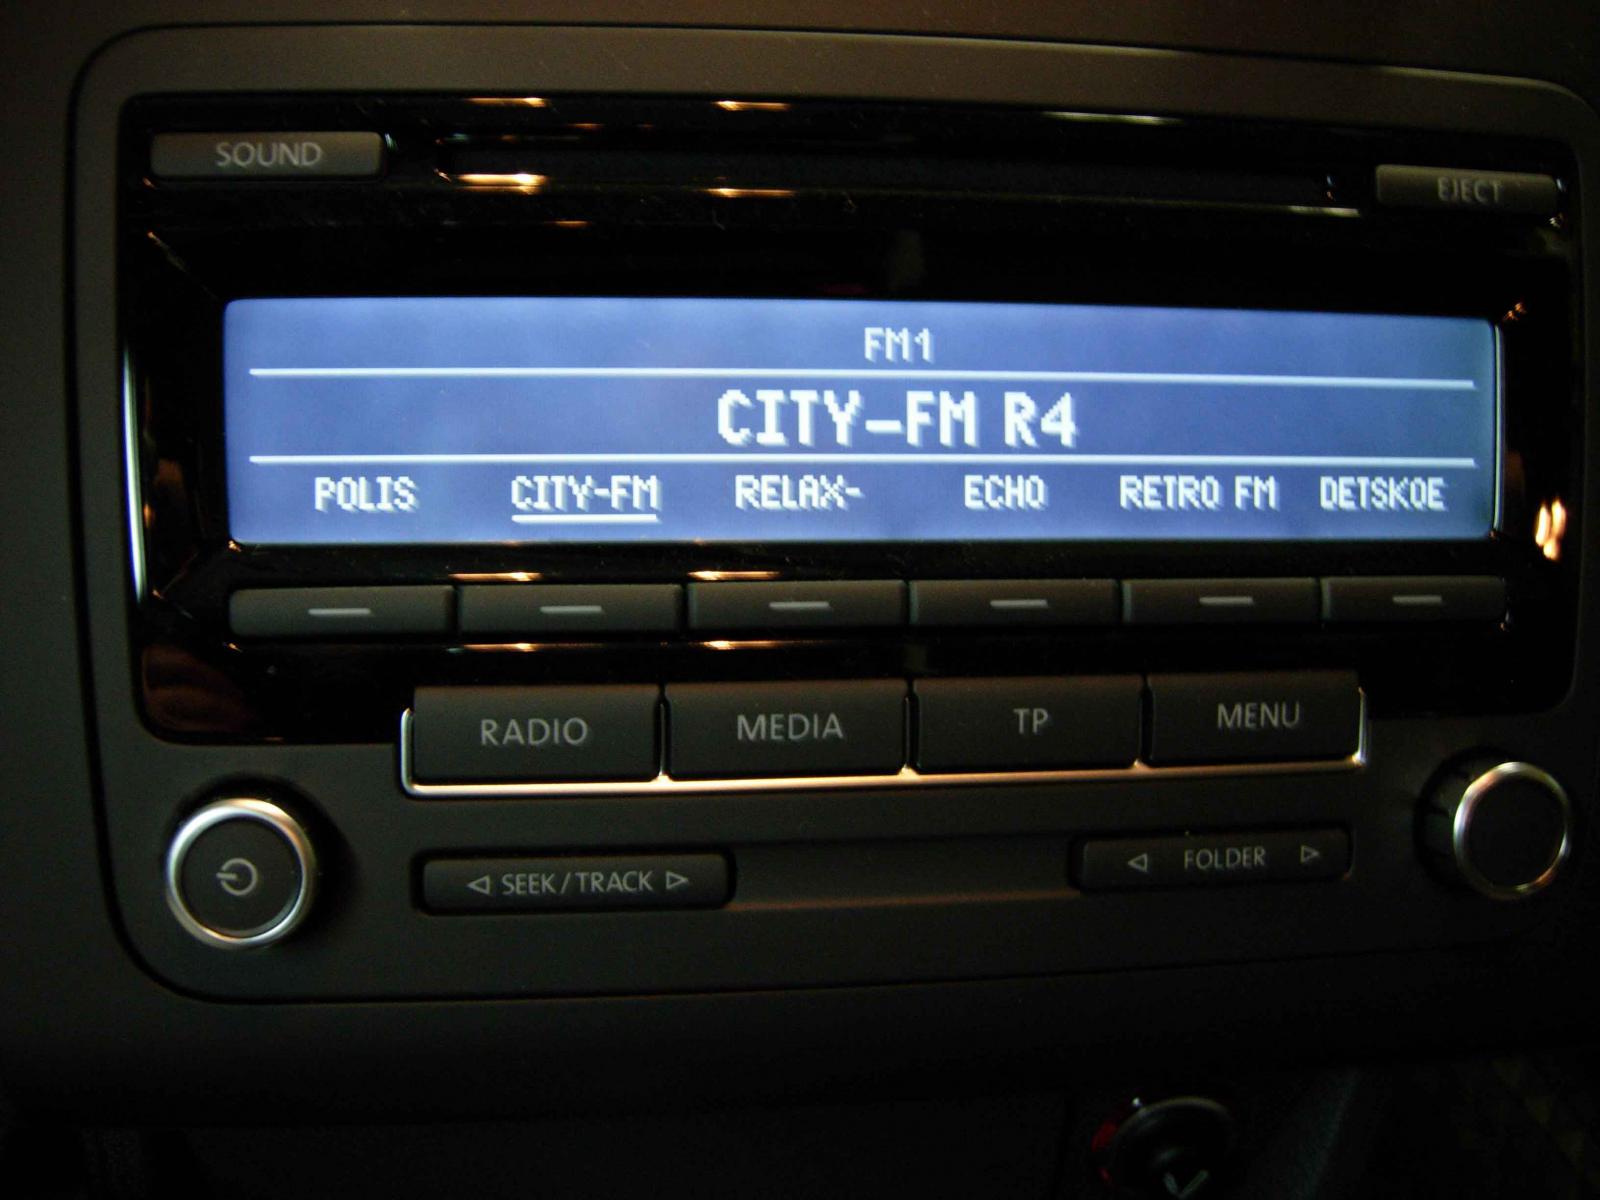 SOUND
EJECT
FM1
CITY-FM R4
POLIS CITY-FM RELAX- ECHO RETRO FM DETSKOE
RADIO MEDIA TP MENU
SEEK/TRACK FOLDER